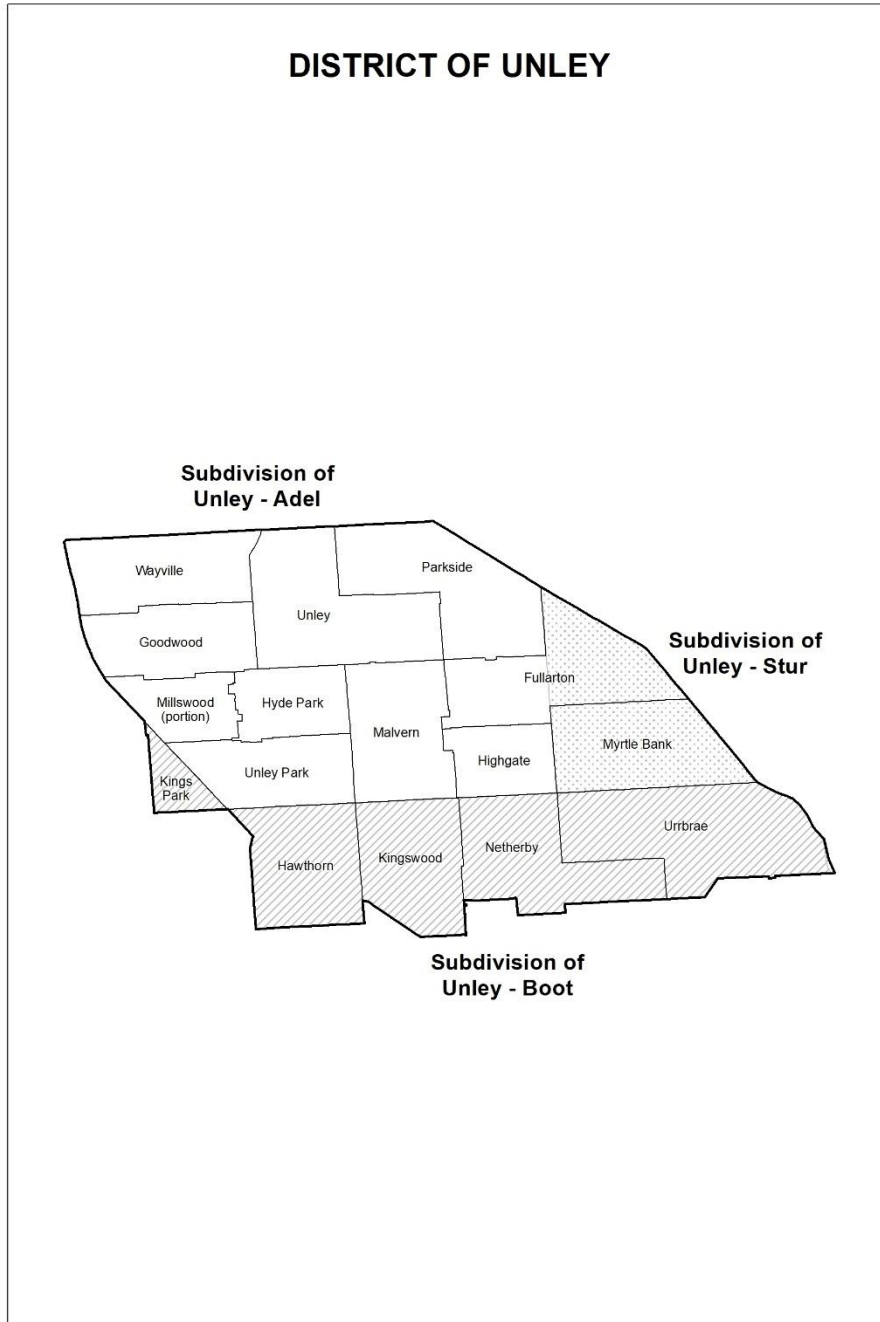 DISTRICT OF UNLEY
Subdivision of
Unley - Adel
Wayville
Parkside
Unley
Goodwood
Subdivision of
Unley - Stur
Fullarton
Millswood
(portion)
Hyde Park
Malvern
Myrtle Bank
Highgate
Unley Park
Kings
Park
Urrbrae
Netherby
Kingswood
Hawthorn
Subdivision of
Unley - Boot